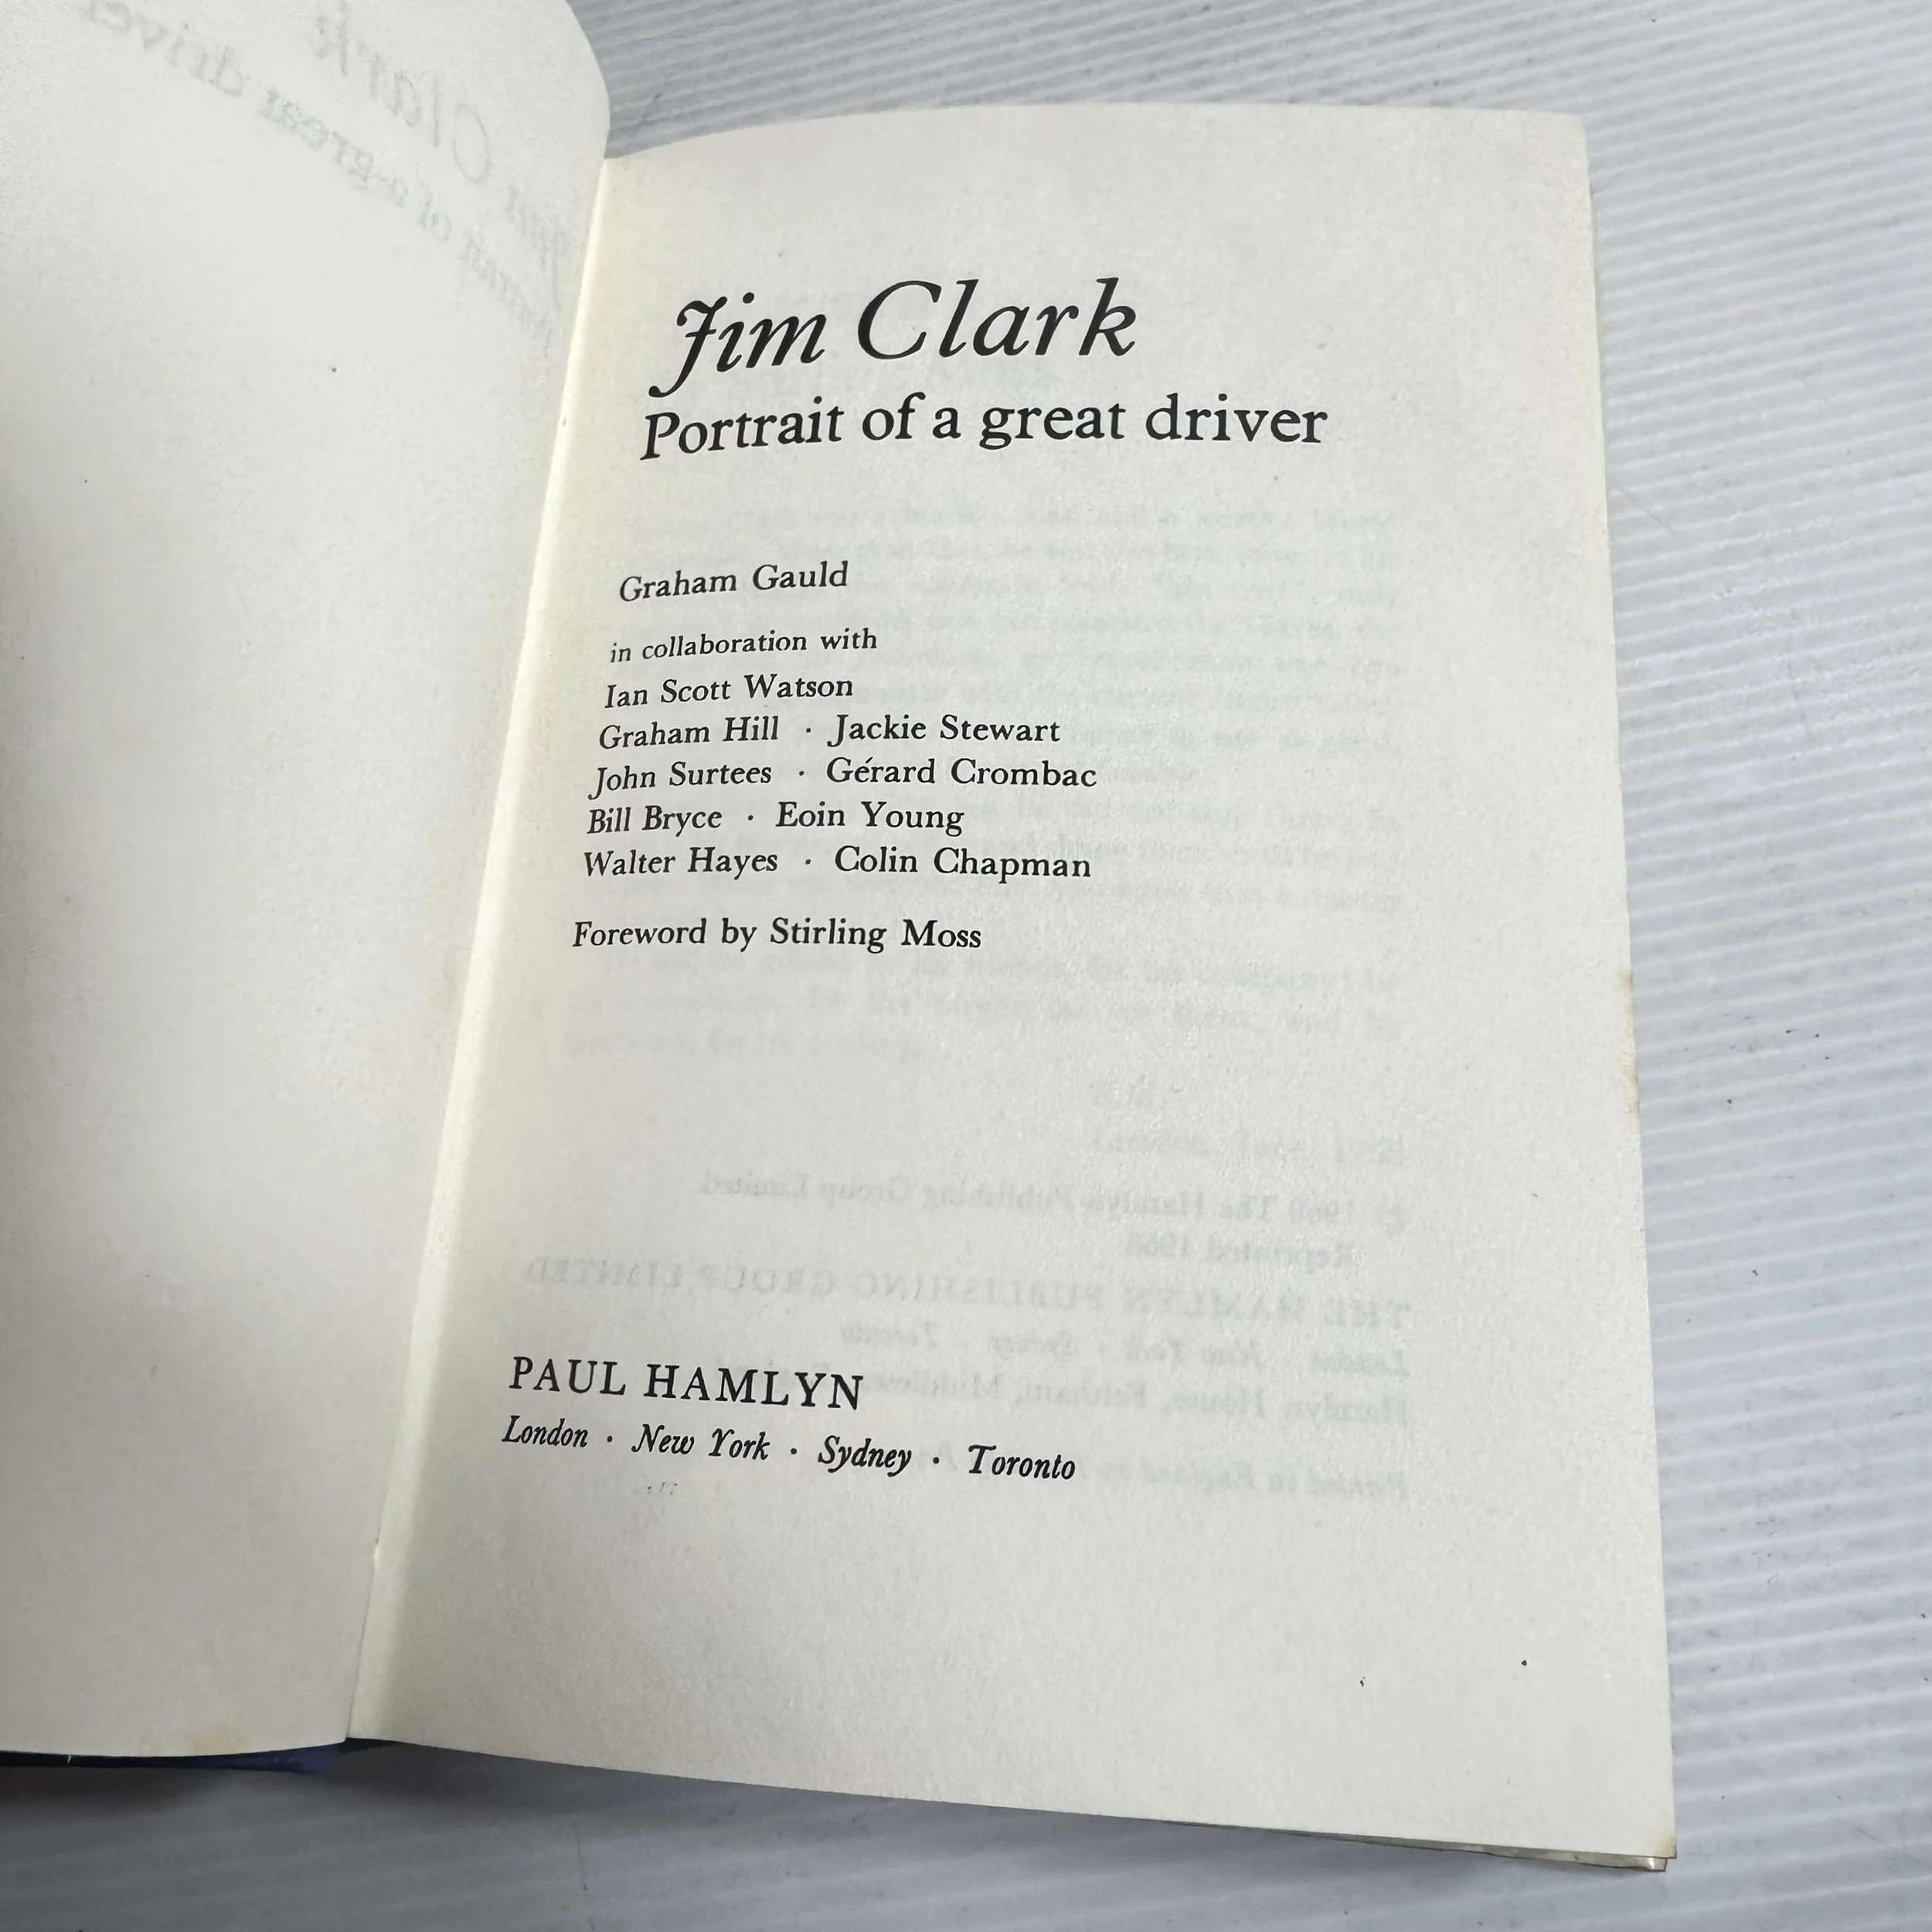 Jim Clark
Portrait of a great driver
Graham Gauld
in collaboration with
Ian Scott Watson
Graham Hill · Jackie Stewart
John Surtees · Gérard Crombac
Bill Bryce · Eoin Young
Walter Hayes · Colin Chapman
Foreword by Stirling Moss
PAUL HAMLYN
London · New York · Sydney · Toronto